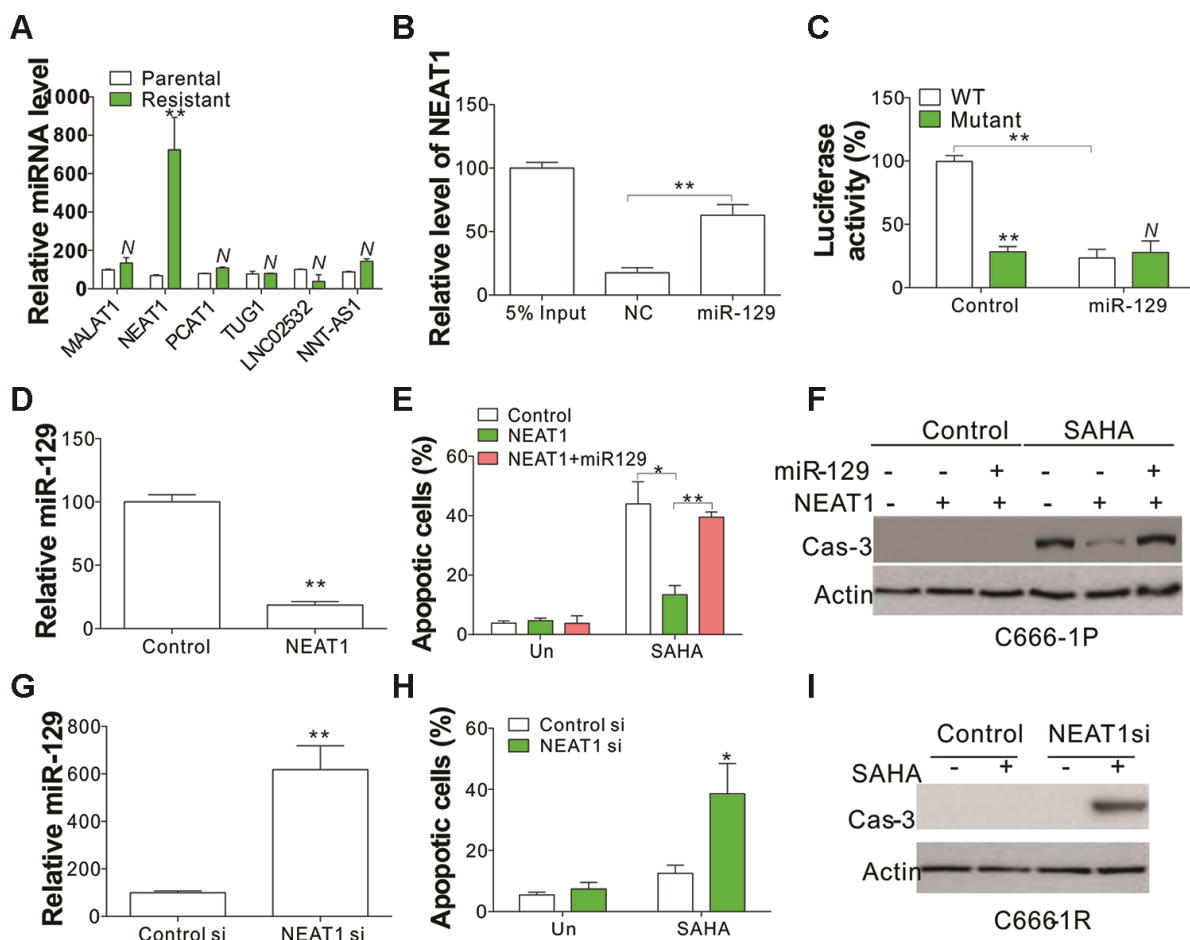 A
Relative miRNA level
Parental
Resistant
1000
800
600
400
200
0
**
N
N
N
N
N
MALAT1
NEAT1
PCAT1
TUG1
LNC02532
NNT-AS1
B
Relative level of NEAT1
150
100
50
0
**
5% Input
NC
miR-129
C
Luciferase
activity (%)
WT
Mutant
150
100
50
0
**
**
N
Control
miR-129
D
Relative miR-129
150
100
50
0
**
Control
NEAT1
E
Apopotic cells (%)
Control
NEAT1
NEAT1+miR129
60
40
20
0
*
**
Un
SAHA
F
Control
SAHA
miR-129
- - + - + 
NEAT1
- + + - + +
Cas-3
Actin
C666-1P
G
Relative miR-129
800
600
400
200
0
**
Control si
NEAT1 si
H
Apopotic cells (%)
Control si
NEAT1 si
60
40
20
0
*
Un
SAHA
I
Control
NEAT1si
SAHA
- + - +
Cas-3
Actin
C666-1R